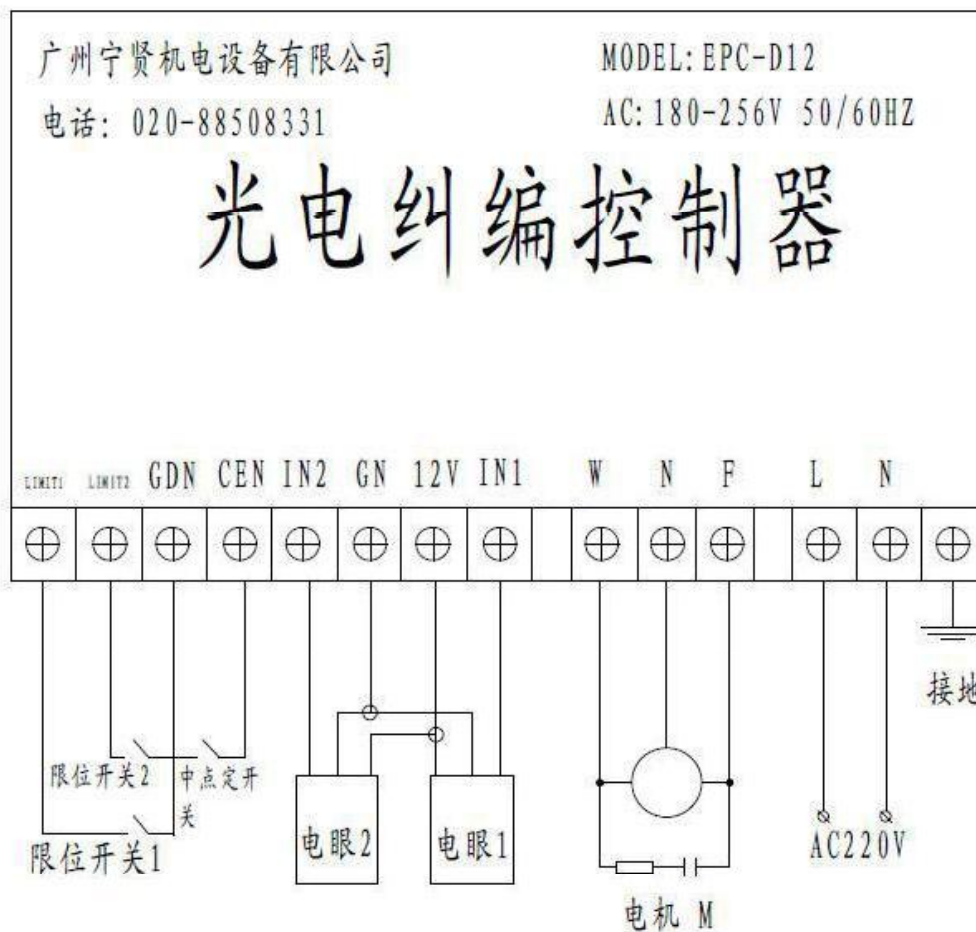 广州宁贤机电设备有限公司
MODEL:EPC-D12
电话: 020-88508331
AC:180-256V 50/60HZ
光电纠编控制器
LIMIT1 LIMIT2 GDN CEN IN2 GN 12V IN1 W N F L N
接地
限位开关2
中点定开
关
限位开关1
电眼2
电眼1
AC220V
电机 M